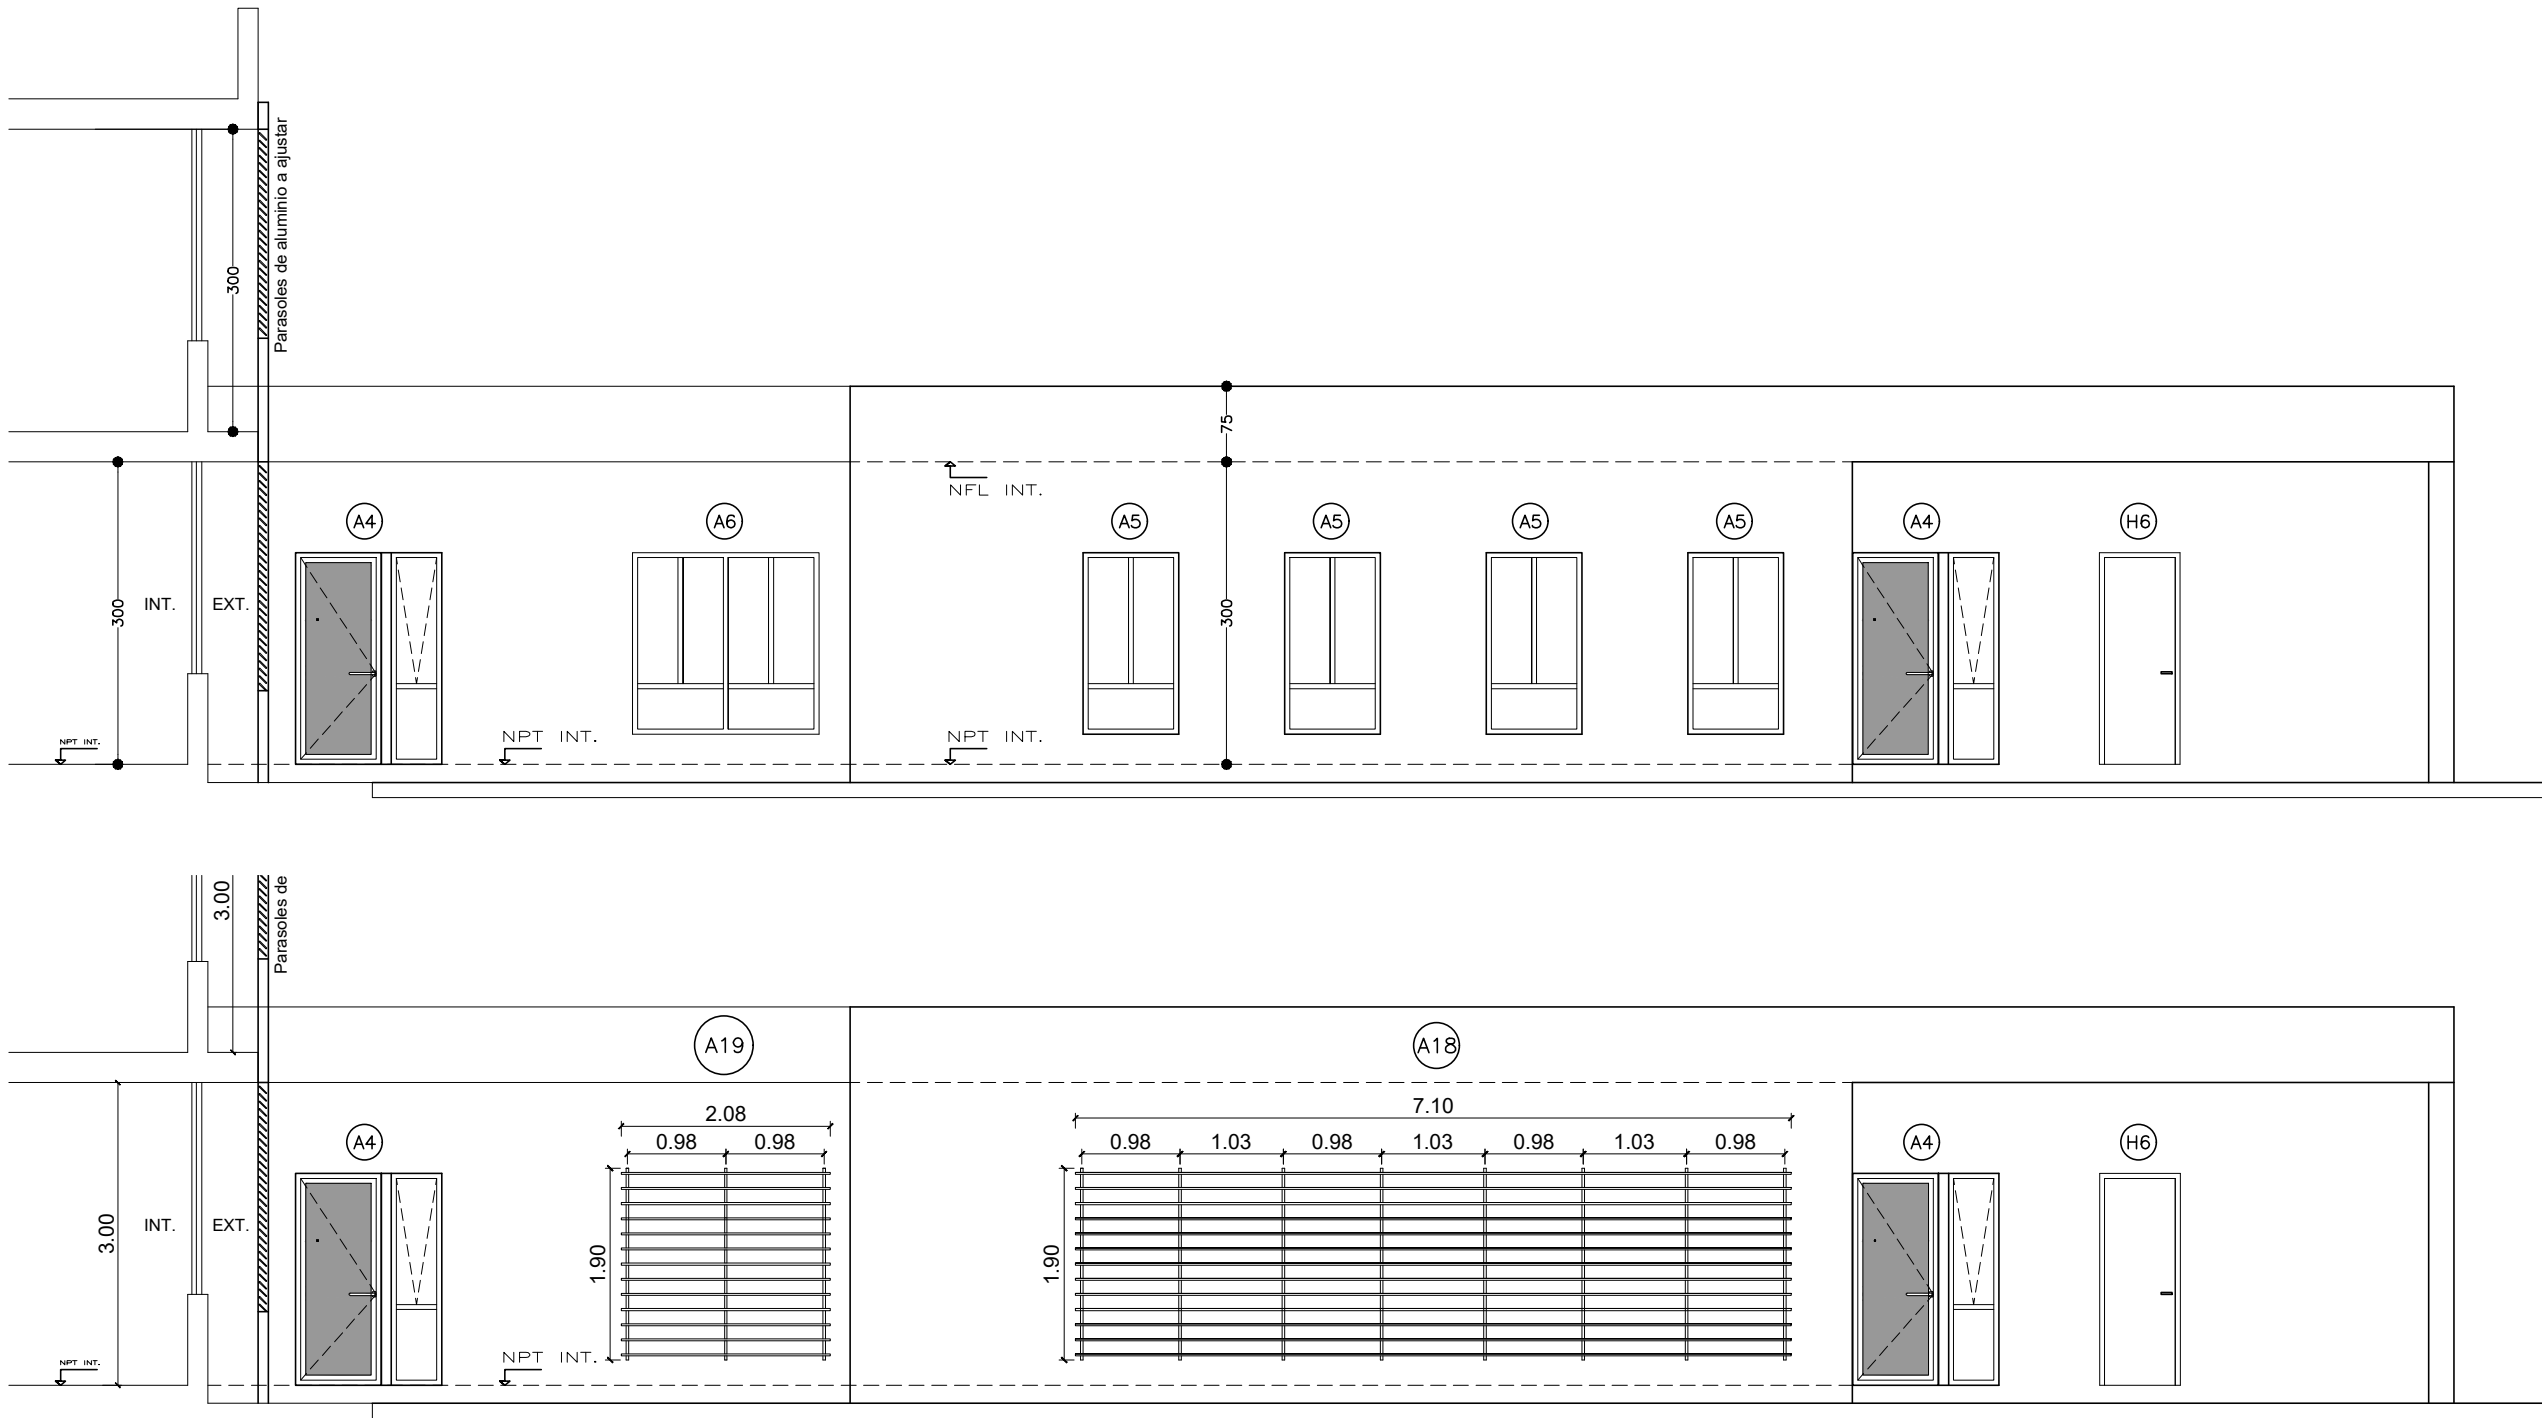 Parasoles de aluminio a ajustar
300
75
NFL INT.
A4
A6
A5
A5
A5
A5
A4
H6
300
INT.
EXT.
300
NPT INT.
NPT INT.
NPT INT.
3.00
Parasoles de
A19
A18
2.08
7.10
A4
0.98
0.98
0.98
1.03
0.98
1.03
0.98
1.03
0.98
A4
H6
3.00
INT.
EXT.
1.90
1.90
NPT INT.
NPT INT.